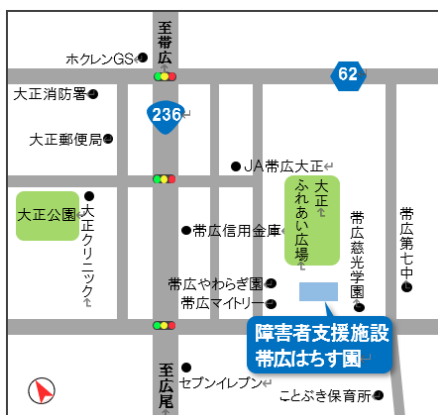 至帯広
ホクレンGS
62
大正消防署
236
大正郵便局
JA帯広大正
大正
ふれあい広場
大正公園
大正クリニック
帯広信用金庫
帯広慈光学園
帯広第七中
帯広やわらぎ園
帯広マイトリー
障害者支援施設
帯広はちす園
至広尾
セブンイレブン
ことぶき保育所